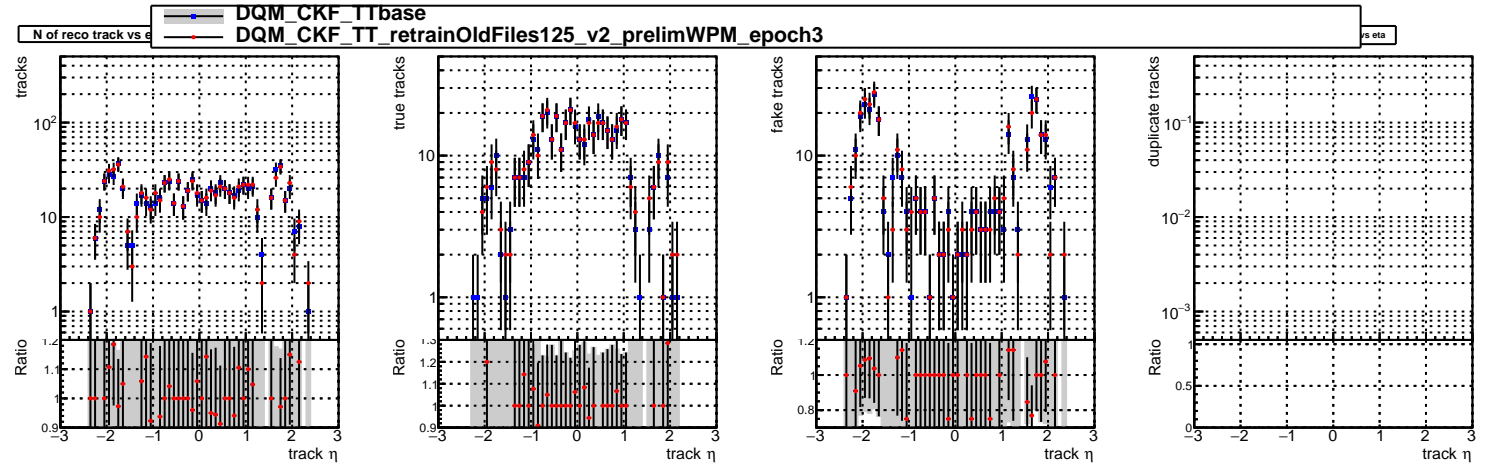 DQM_CKF_TTbase
DQM_CKF_TT_retrainOldFiles125_v2_prelimWPM_epoch3
N of reco track vs e
vs eta
tracks
10²
10
1
Ratio
1.2
1.1
1
0.9
−3 −2 −1 0 1 2 3
track η
true tracks
10
1
Ratio
1.3
1.2
1.1
1
0.9
−3 −2 −1 0 1 2 3
track η
fake tracks
10
1
Ratio
1.2
1
0.8
−3 −2 −1 0 1 2 3
track η
duplicate tracks
10⁻¹
10⁻²
10⁻³
Ratio
1
0.5
0
−3 −2 −1 0 1 2 3
track η